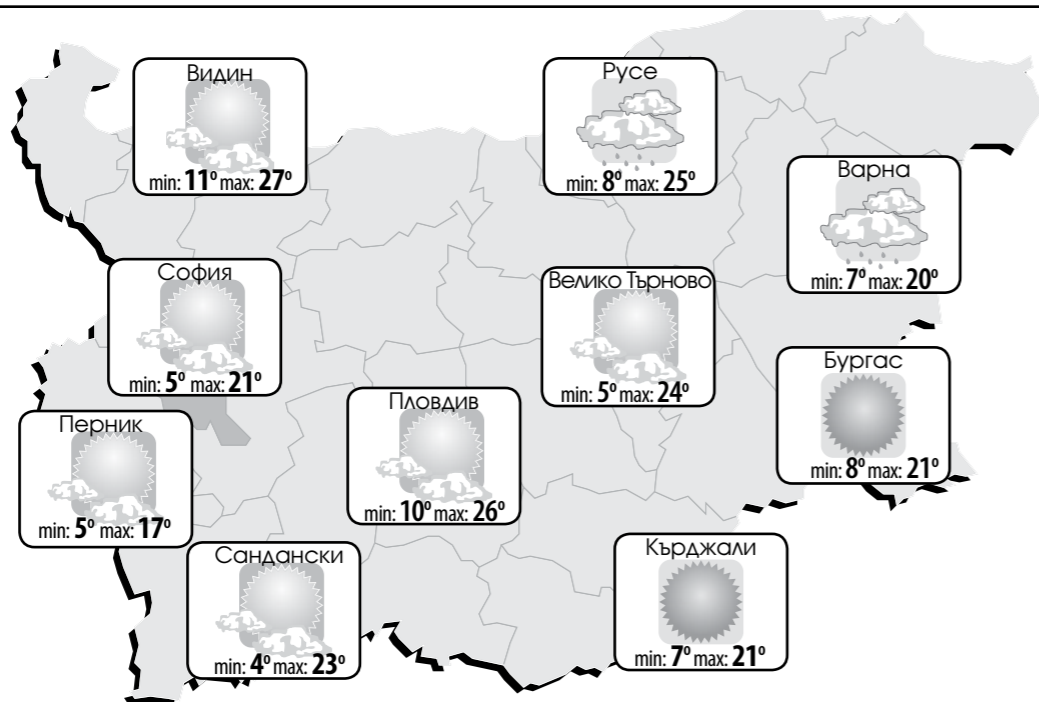 Видин
min: 11° max: 27°
Русе
min: 8° max: 25°
Варна
min: 7° max: 20°
София
min: 5° max: 21°
Велико Търново
min: 5° max: 24°
Бургас
min: 8° max: 21°
Пловдив
min: 10° max: 26°
Перник
min: 5° max: 17°
Сандански
min: 4° max: 23°
Кърджали
min: 7° max: 21°